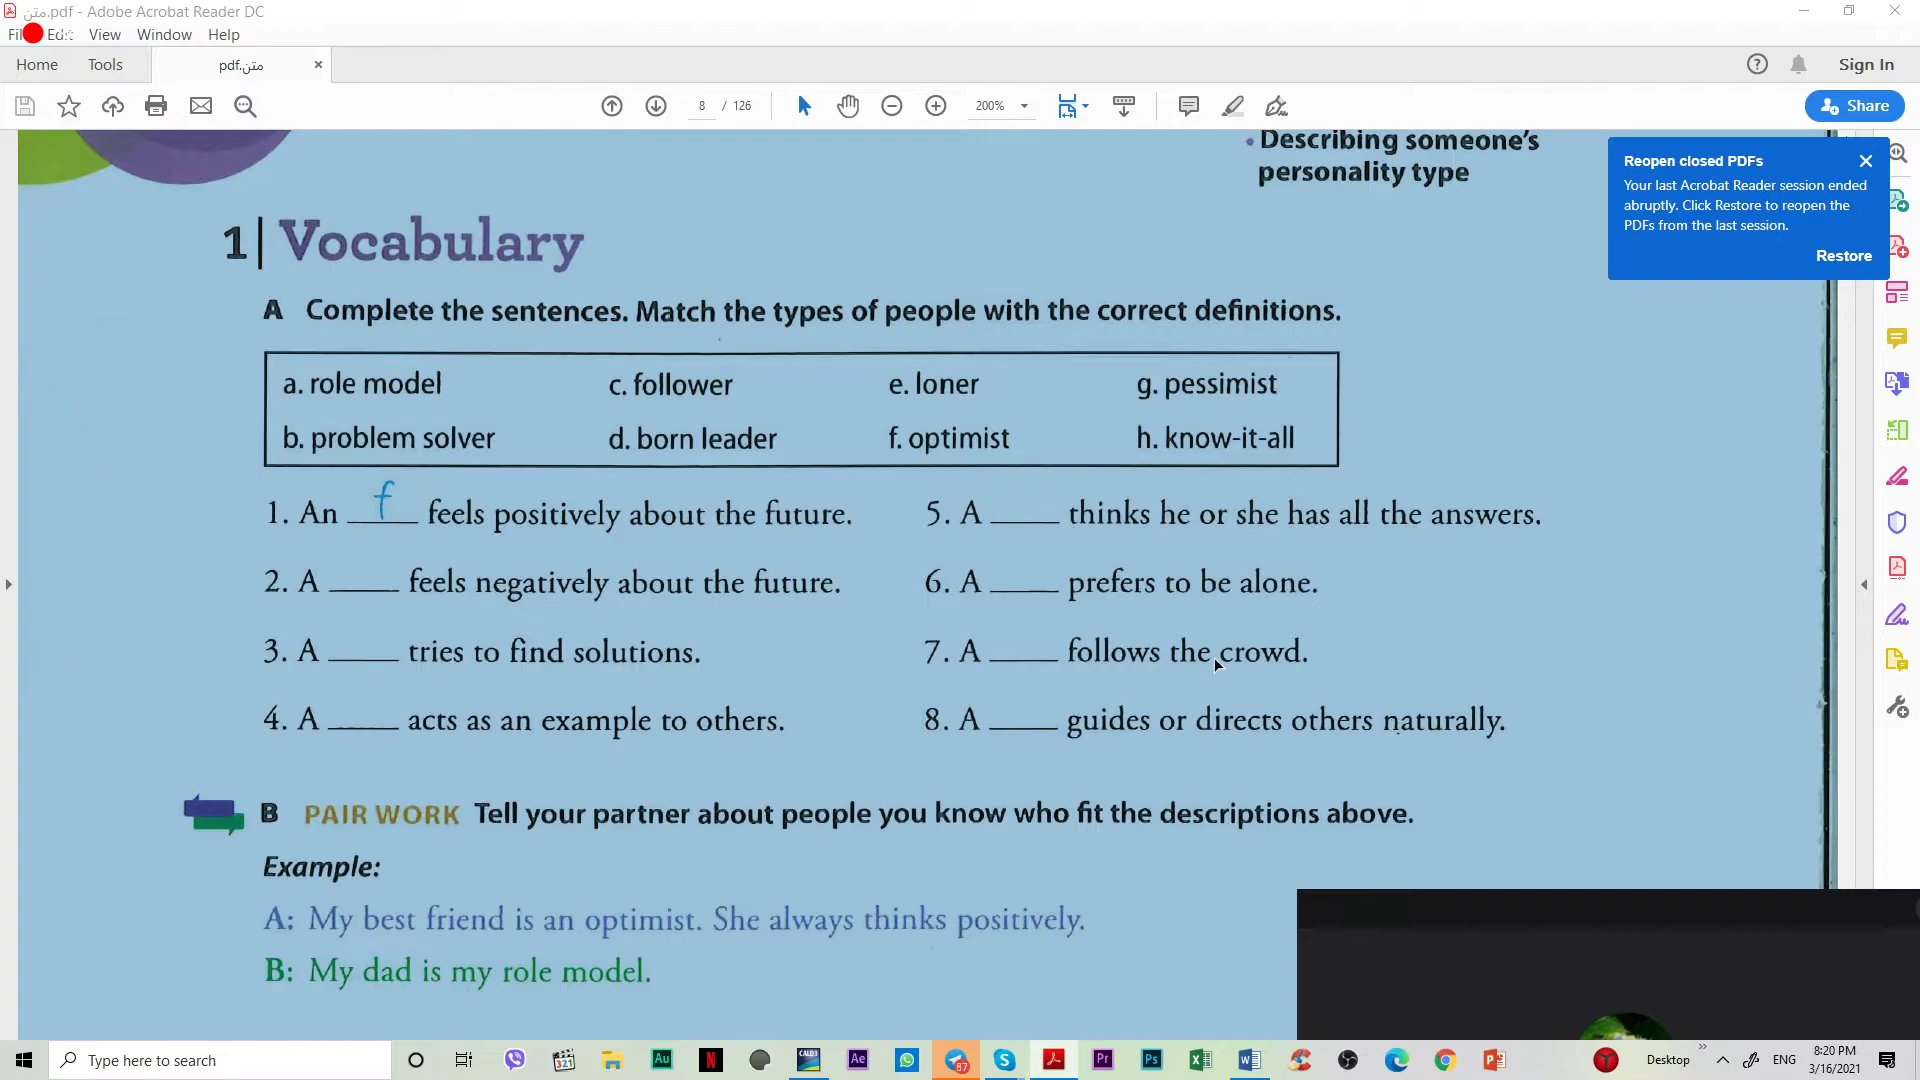 متن.pdf - Adobe Acrobat Reader DC
View Window Help
Home Tools
متن.pdf
Sign In
8 / 126
200%
Share
Reopen closed PDFs
Your last Acrobat Reader session ended
abruptly. Click Restore to reopen the
PDFs from the last session.
Restore
• Describing someone's
personality type
1 Vocabulary
A Complete the sentences. Match the types of people with the correct definitions.
a. role model c. follower e. loner g. pessimist
b. problem solver d. born leader f. optimist h. know-it-all
1. An f feels positively about the future.
2. A ____ feels negatively about the future.
3. A ____ tries to find solutions.
4. A ____ acts as an example to others.
5. A ____ thinks he or she has all the answers.
6. A ____ prefers to be alone.
7. A ____ follows the crowd.
8. A ____ guides or directs others naturally.
B PAIR WORK Tell your partner about people you know who fit the descriptions above.
Example:
A: My best friend is an optimist. She always thinks positively.
B: My dad is my role model.
Type here to search
321
Au
N
CALD3
Ae
87
Pr
Ps
Desktop
ENG
8:20 PM
3/16/2021